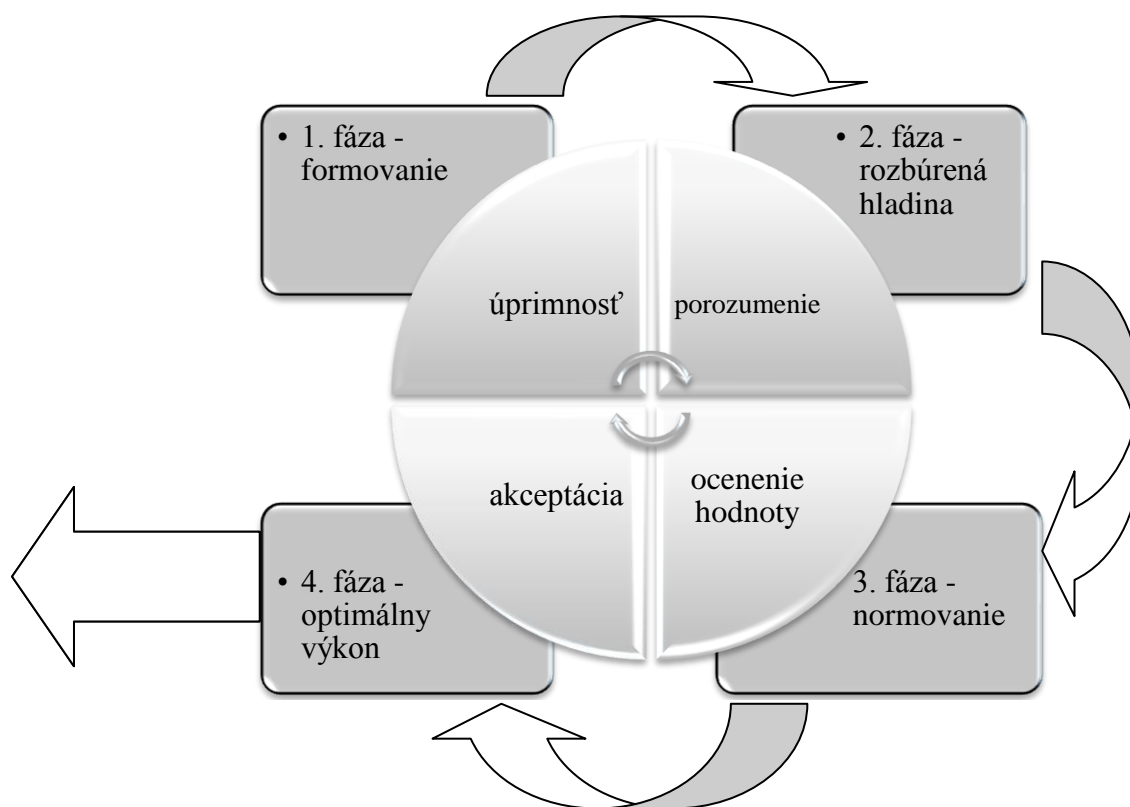 • 1. fáza -
formovanie
• 2. fáza -
rozbúrená
hladina
úprimnosť
porozumenie
akceptácia
ocenenie
hodnoty
• 4. fáza -
optimálny
výkon
3. fáza -
normovanie